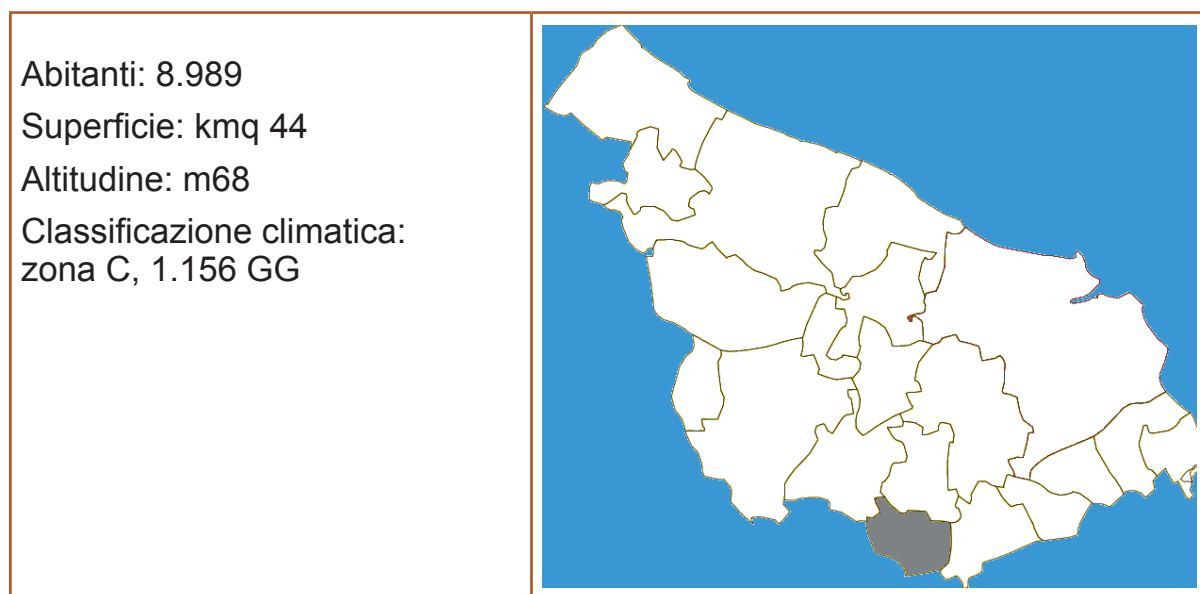 Abitanti: 8.989
Superficie: kmq 44
Altitudine: m68
Classificazione climatica:
zona C, 1.156 GG